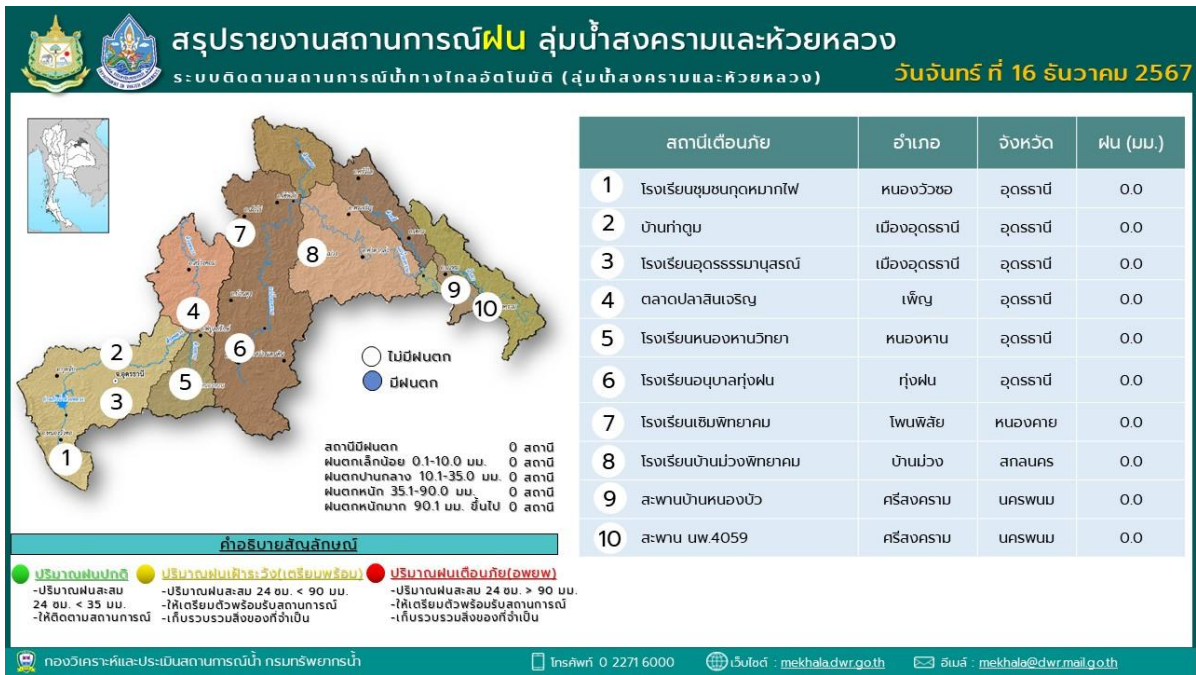 สรุปรายงานสถานการณ์ฝน ลุ่มน้ำสงครามและห้วยหลวง
ระบบติดตามสถานการณ์น้ำทางไกลอัตโนมัติ (ลุ่มน้ำสงครามและห้วยหลวง)
วันจันทร์ ที่ 16 ธันวาคม 2567
7
8
9
10
4
2
6
5
3
1
ไม่มีฝนตก
มีฝนตก
สถานีมีฝนตก 0 สถานี
ฝนตกเล็กน้อย 0.1-10.0 มม. 0 สถานี
ฝนตกปานกลาง 10.1-35.0 มม. 0 สถานี
ฝนตกหนัก 35.1-90.0 มม. 0 สถานี
ฝนตกหนักมาก 90.1 มม. ขึ้นไป 0 สถานี
คำอธิบายสัญลักษณ์
ปริมาณฝนปกติ
-ปริมาณฝนสะสม
24 ซม. < 35 มม.
-ให้ติดตามสถานการณ์
ปริมาณฝนเฝ้าระวัง(เตรียมพร้อม)
-ปริมาณฝนสะสม 24 ซม. < 90 มม.
-ให้เตรียมตัวพร้อมรับสถานการณ์
-เก็บรวบรวมสิ่งของที่จำเป็น
ปริมาณฝนเตือนภัย(อพยพ)
-ปริมาณฝนสะสม 24 ซม. > 90 มม.
-ให้เตรียมตัวพร้อมรับสถานการณ์
-เก็บรวบรวมสิ่งของที่จำเป็น
สถานีเตือนภัย อำเภอ จังหวัด ฝน (มม.)
1 โรงเรียนชุมชนกุดหมากไฟ หนองวัวซอ อุดรธานี 0.0
2 บ้านท่าตูม เมืองอุดรธานี อุดรธานี 0.0
3 โรงเรียนอุดรธรรมานุสรณ์ เมืองอุดรธานี อุดรธานี 0.0
4 ตลาดปลาสินเจริญ เพ็ญ อุดรธานี 0.0
5 โรงเรียนหนองหานวิทยา หนองหาน อุดรธานี 0.0
6 โรงเรียนอนุบาลทุ่งฝน ทุ่งฝน อุดรธานี 0.0
7 โรงเรียนเซิมพิทยาคม โพนพิสัย หนองคาย 0.0
8 โรงเรียนบ้านม่วงพิทยาคม บ้านม่วง สกลนคร 0.0
9 สะพานบ้านหนองบัว ศรีสงคราม นครพนม 0.0
10 สะพาน นพ.4059 ศรีสงคราม นครพนม 0.0
กองวิเคราะห์และประเมินสถานการณ์น้ำ กรมทรัพยากรน้ำ
โทรศัพท์ 0 2271 6000
เว็บไซต์ : mekhala.dwr.go.th
อีเมล์ : mekhala@dwr.mail.go.th